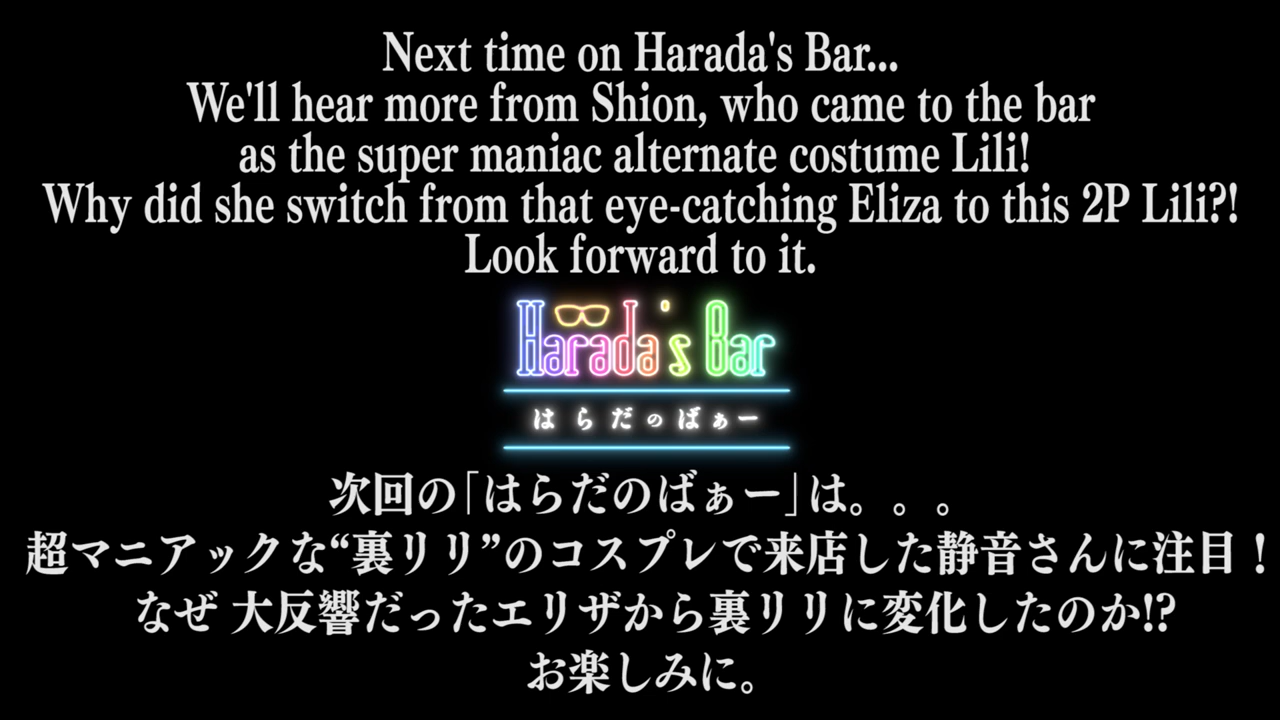 Next time on Harada's Bar...
We'll hear more from Shion, who came to the bar
as the super maniac alternate costume Lili!
Why did she switch from that eye-catching Eliza to this 2P Lili?!
Look forward to it.
Harada's Bar
はらだのばぁー
次回の「はらだのばぁー」は。。。
超マニアックな“裏リリ”のコスプレで来店した静音さんに注目！
なぜ 大反響だったエリザから裏リリに変化したのか!?
お楽しみに。